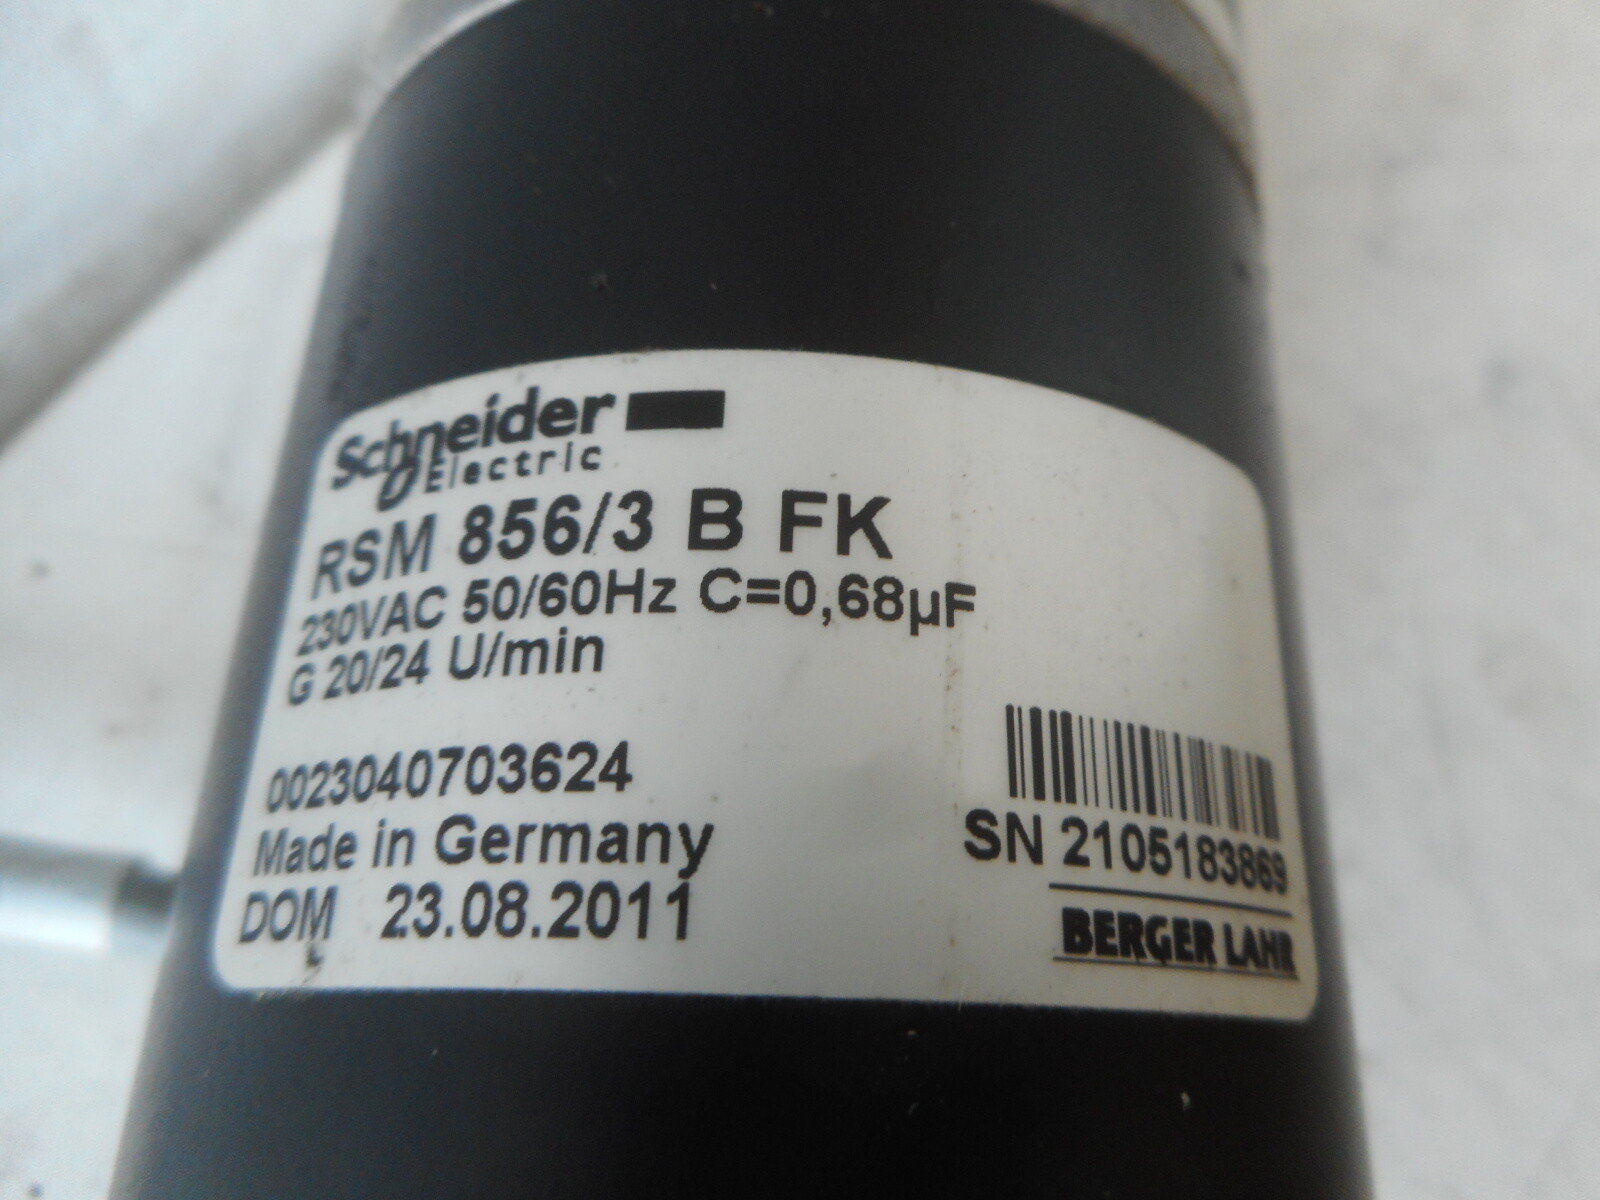 Schneider
Electric
RSM 856/3 B FK
230VAC 50/60Hz C=0,68µF
G 20/24 U/min
0023040703624
Made in Germany
SN 2105183869
DOM 23.08.2011
BERGER LAHR